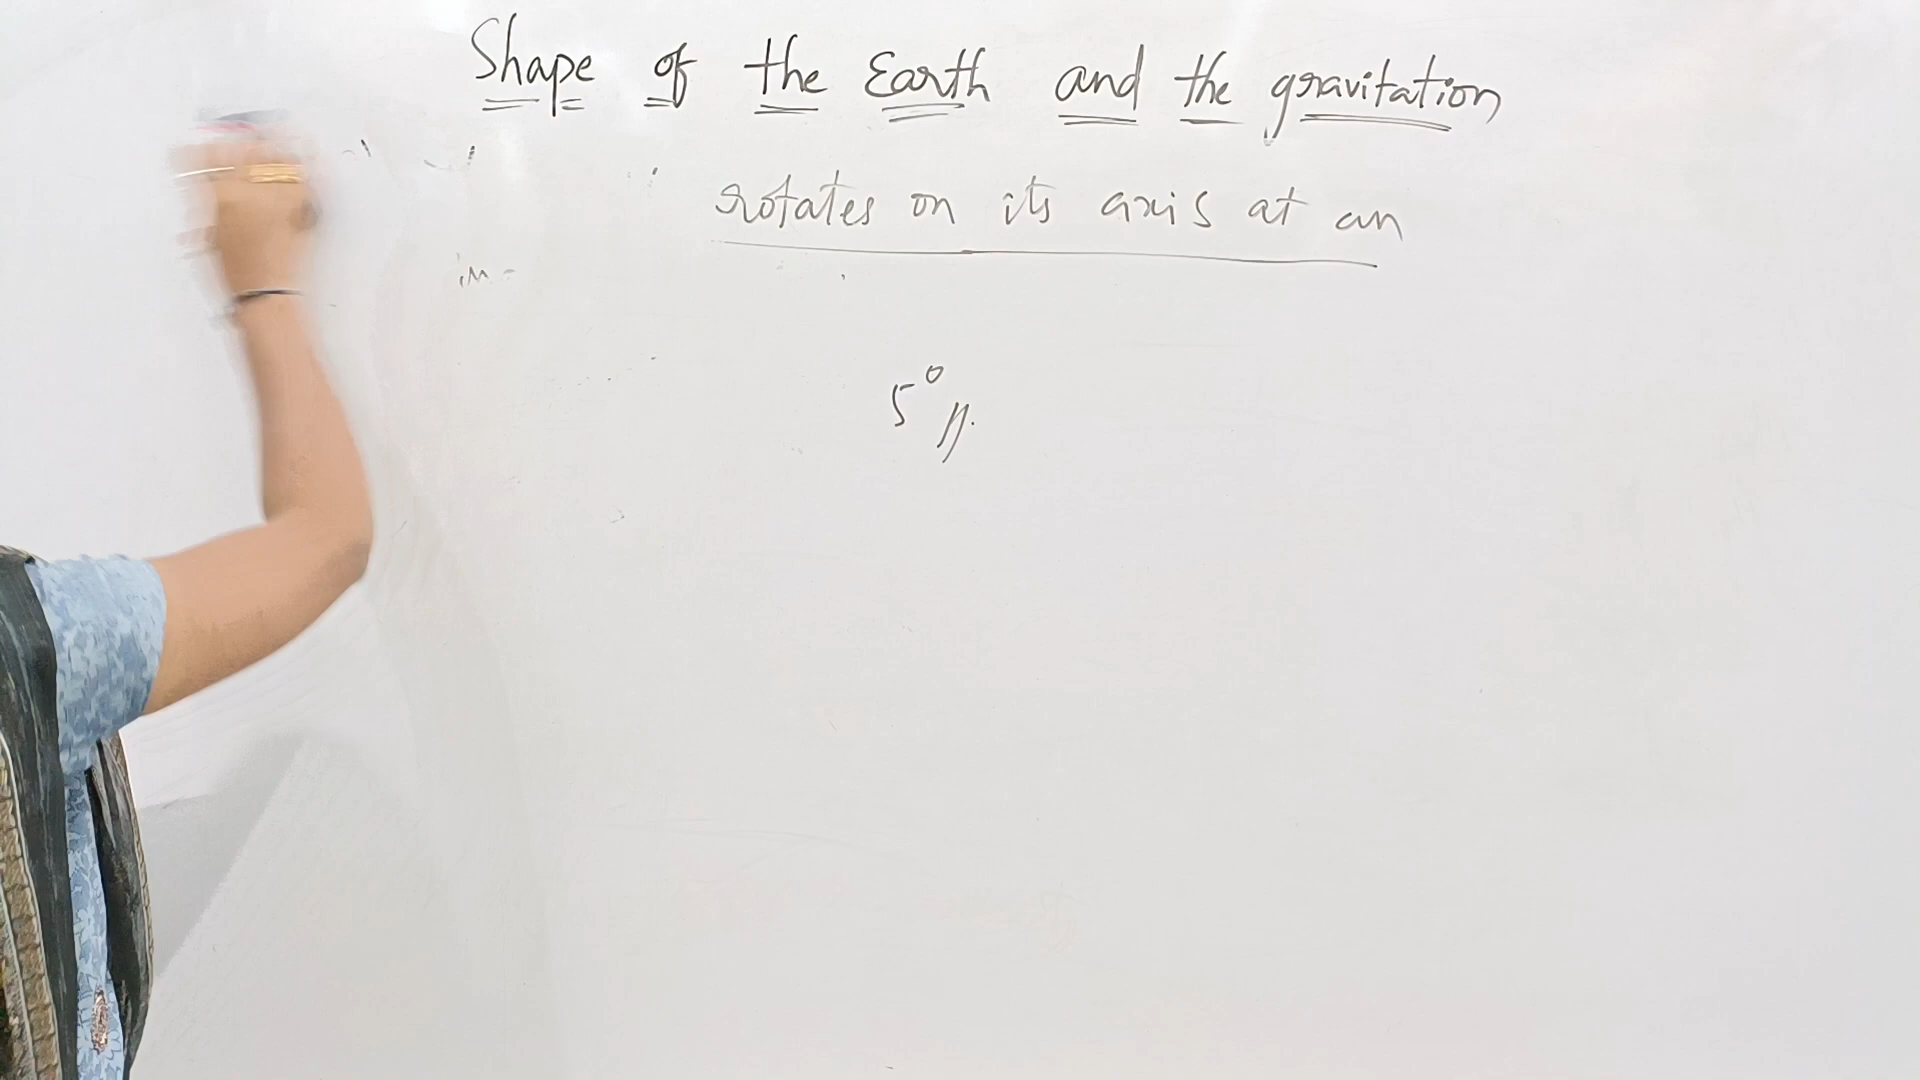 Shape of the Earth and the gravitation
rotates on its axis at an
5°